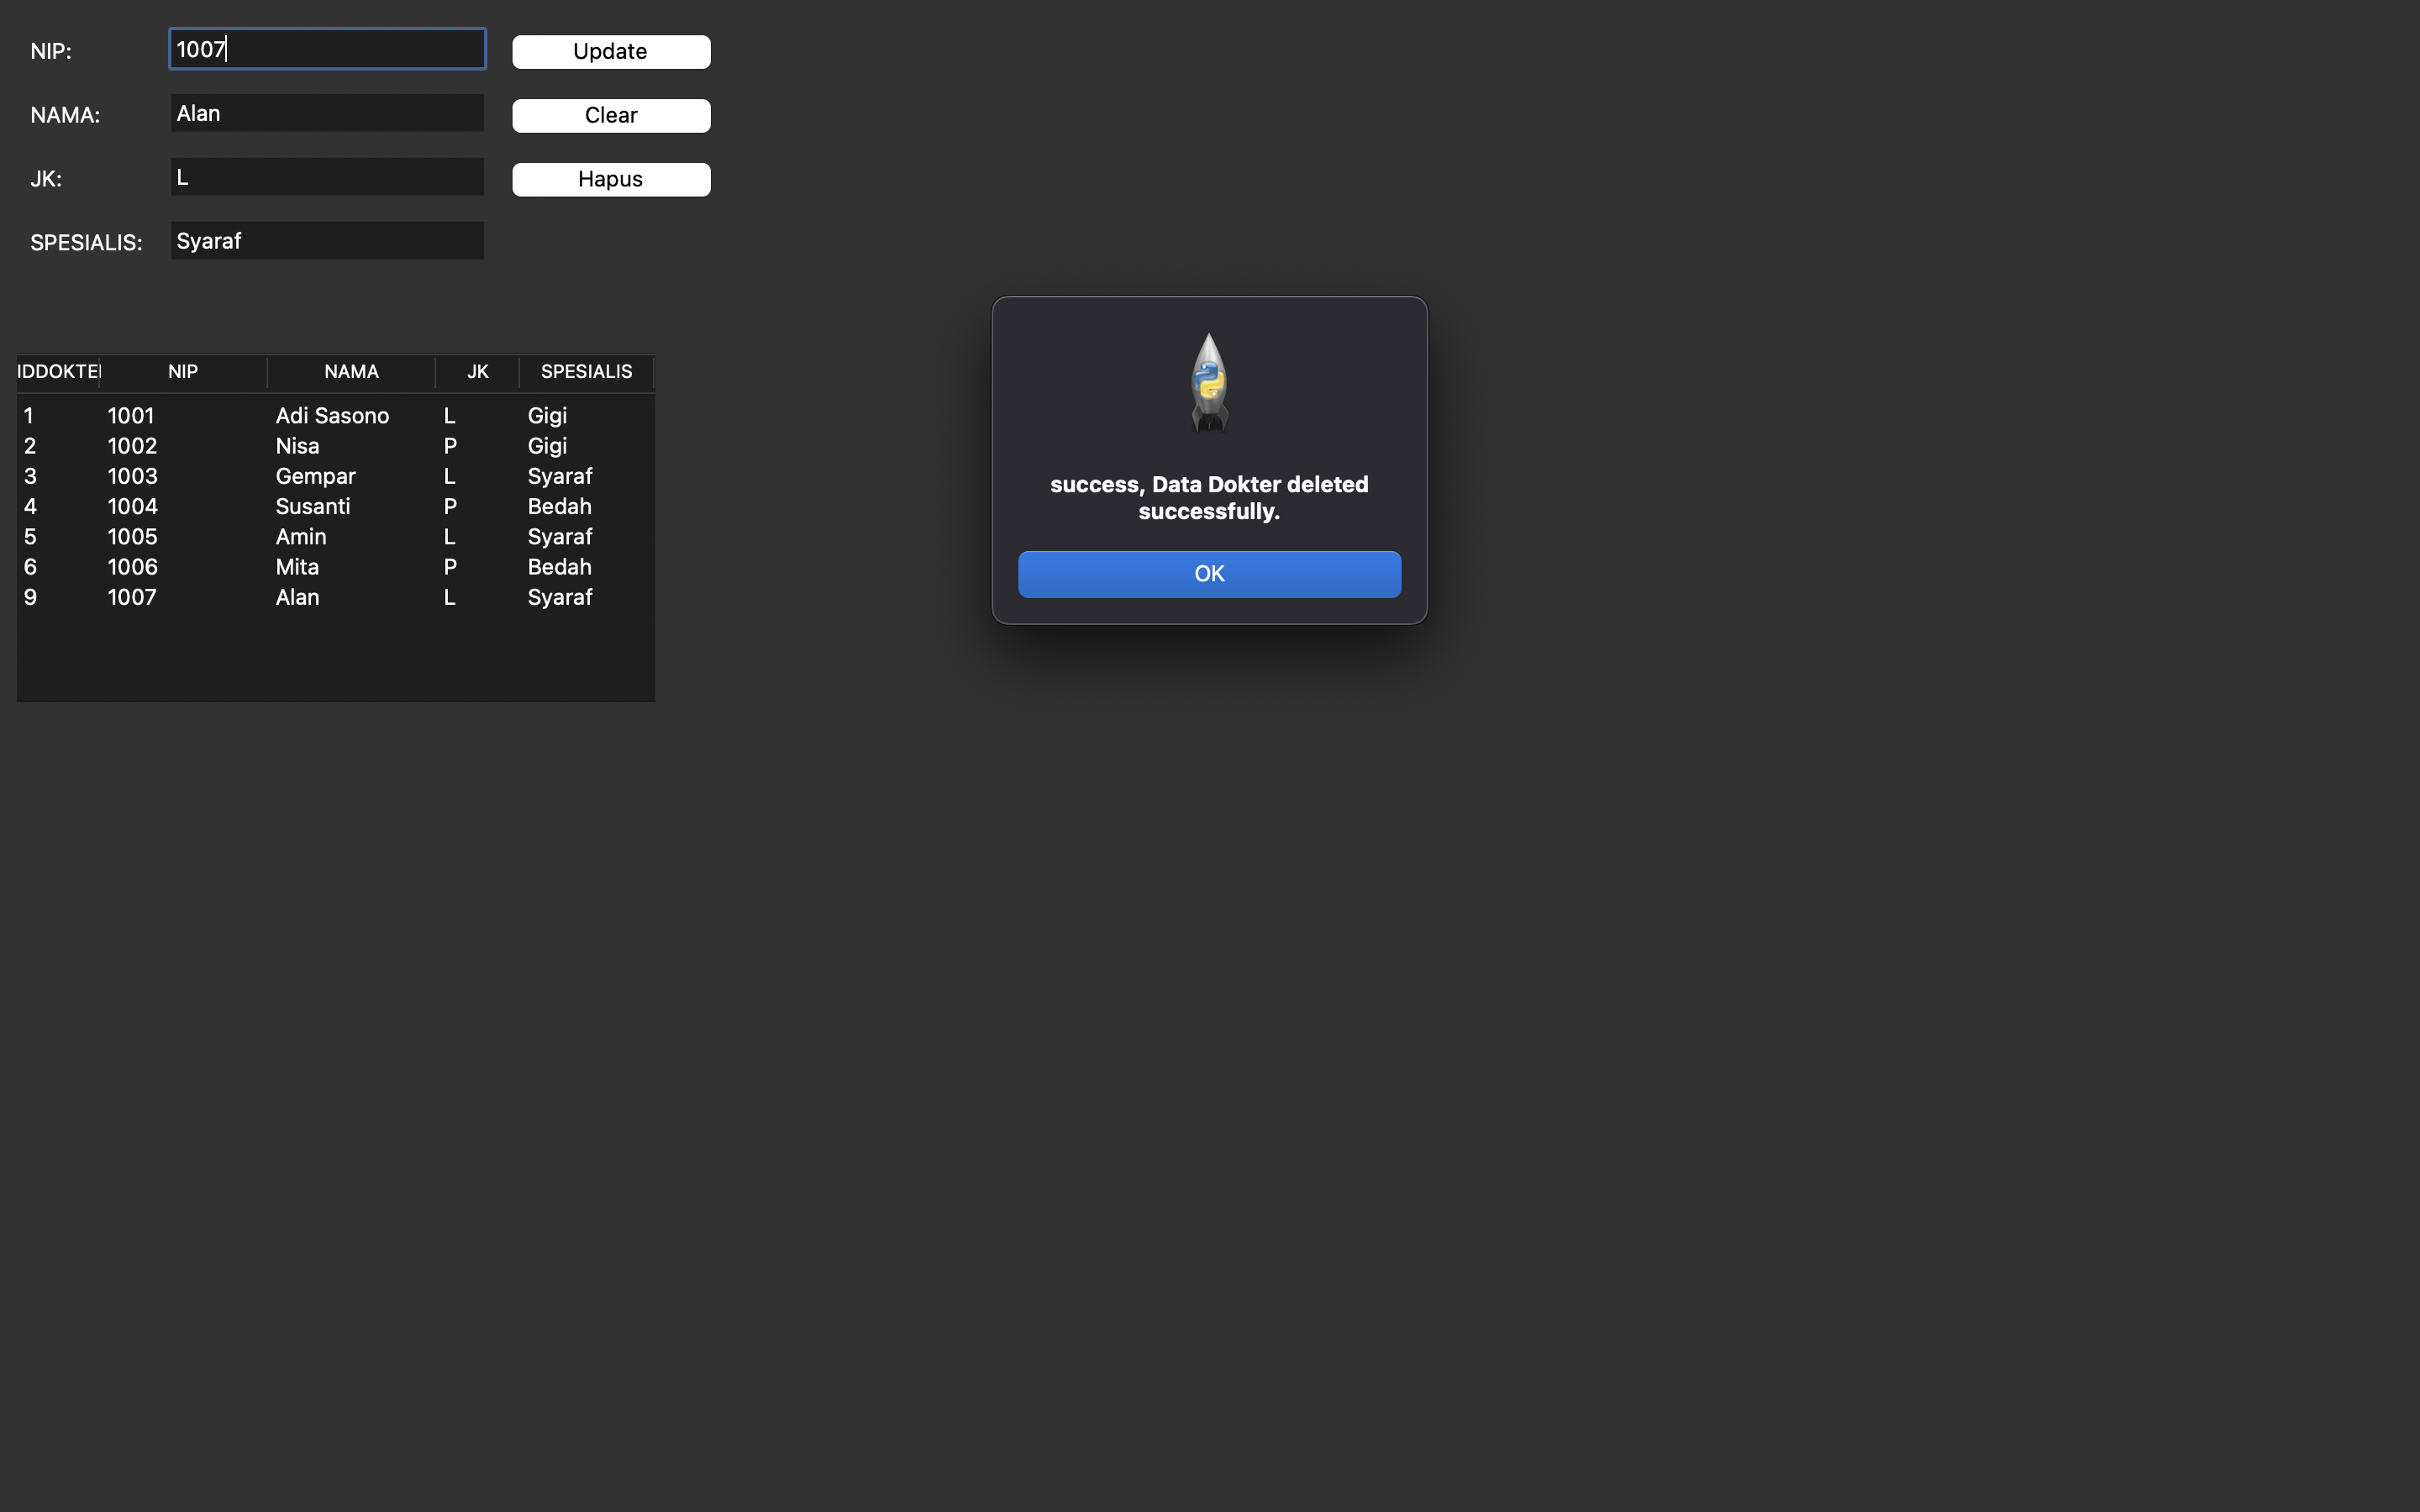 NIP: 1007 Update
NAMA: Alan Clear
JK: L Hapus
SPESIALIS: Syaraf
IDDOKTE NIP NAMA JK SPESIALIS
1 1001 Adi Sasono L Gigi
2 1002 Nisa P Gigi
3 1003 Gempar L Syaraf
4 1004 Susanti P Bedah
5 1005 Amin L Syaraf
6 1006 Mita P Bedah
9 1007 Alan L Syaraf
success, Data Dokter deleted
successfully.
OK